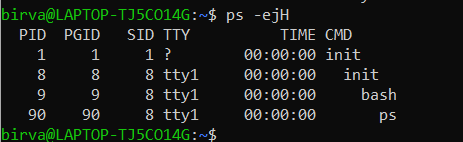 birva@LAPTOP-TJ5CO14G:~$ ps -ejH
  PID  PGID   SID TTY          TIME CMD
    1     1     1 ?        00:00:00 init
    8     8     8 tty1     00:00:00   init
    9     9     8 tty1     00:00:00     bash
   90    90     8 tty1     00:00:00       ps
birva@LAPTOP-TJ5CO14G:~$